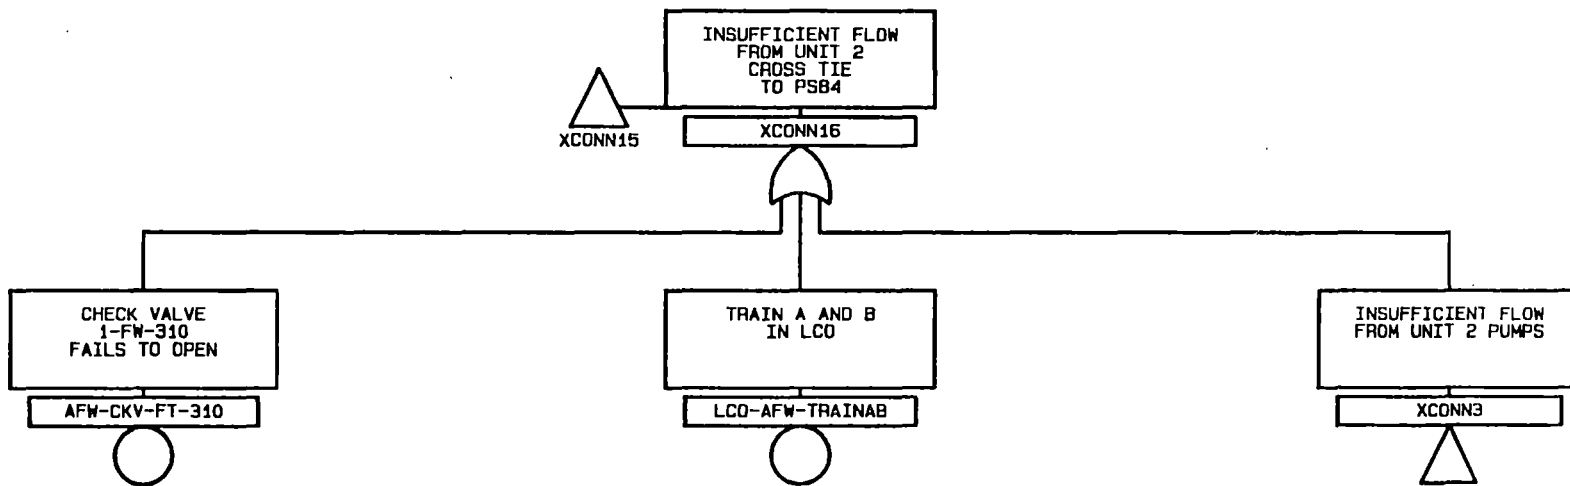 INSUFFICIENT FLOW
FROM UNIT 2
CROSS TIE
TO PSB4
XCONN15
XCONN16
CHECK VALVE
1-FW-310
FAILS TO OPEN
TRAIN A AND B
IN LCO
INSUFFICIENT FLOW
FROM UNIT 2 PUMPS
AFW-CKV-FT-310
LCO-AFW-TRAINAB
XCONN3